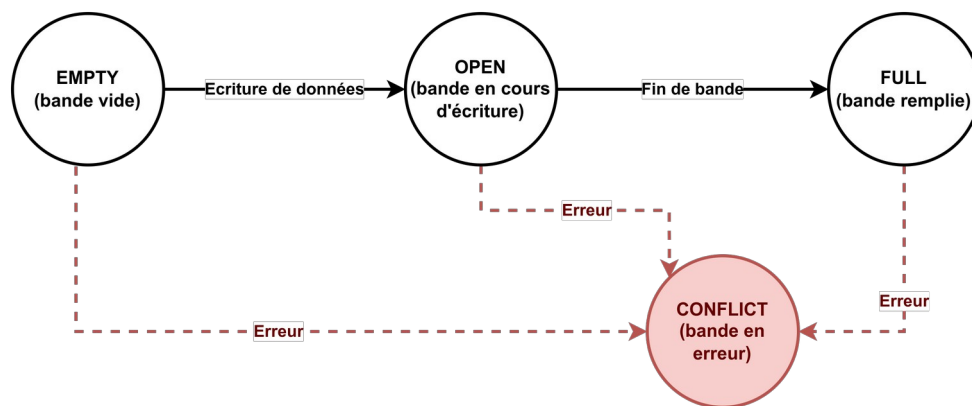 EMPTY
(bande vide)
Ecriture de données
OPEN
(bande en cours
d'écriture)
Fin de bande
FULL
(bande remplie)
Erreur
Erreur
Erreur
CONFLICT
(bande en
erreur)